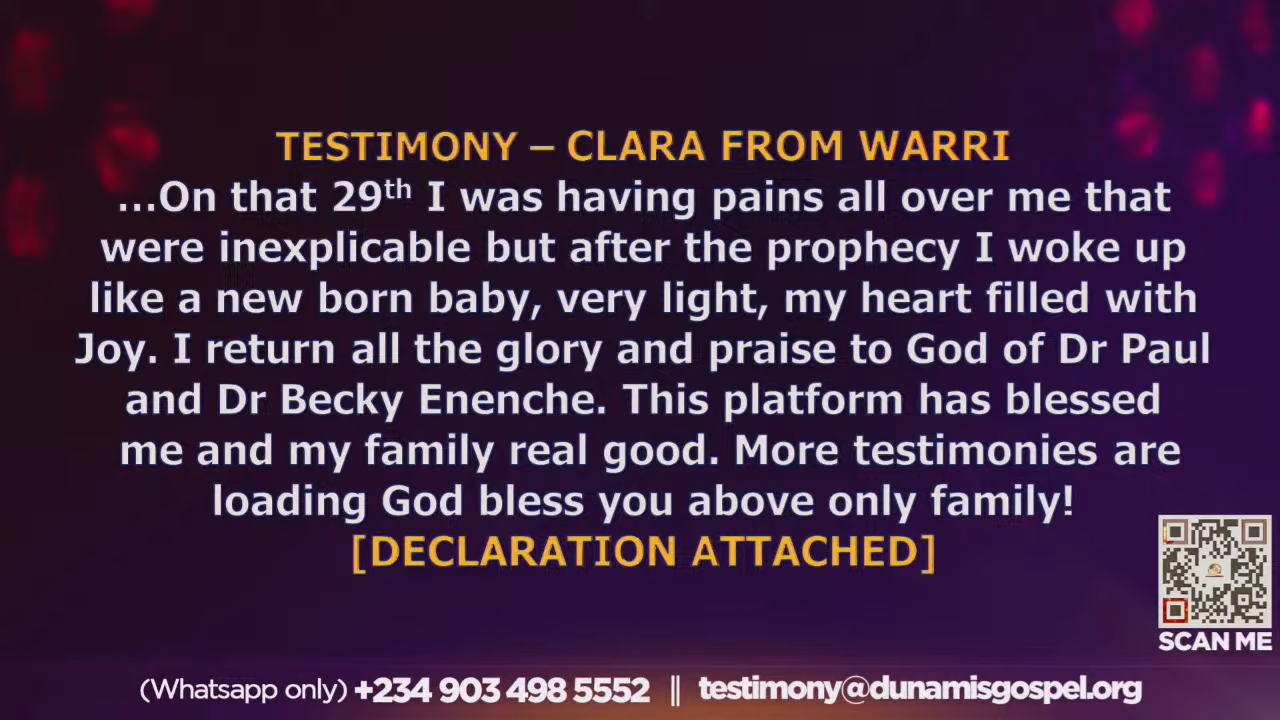 TESTIMONY – CLARA FROM WARRI
...On that 29th I was having pains all over me that
were inexplicable but after the prophecy I woke up
like a new born baby, very light, my heart filled with
Joy. I return all the glory and praise to God of Dr Paul
and Dr Becky Enenche. This platform has blessed
me and my family real good. More testimonies are
loading God bless you above only family!
[DECLARATION ATTACHED]
SCAN ME
(Whatsapp only) +234 903 498 5552 || testimony@dunamisgospel.org